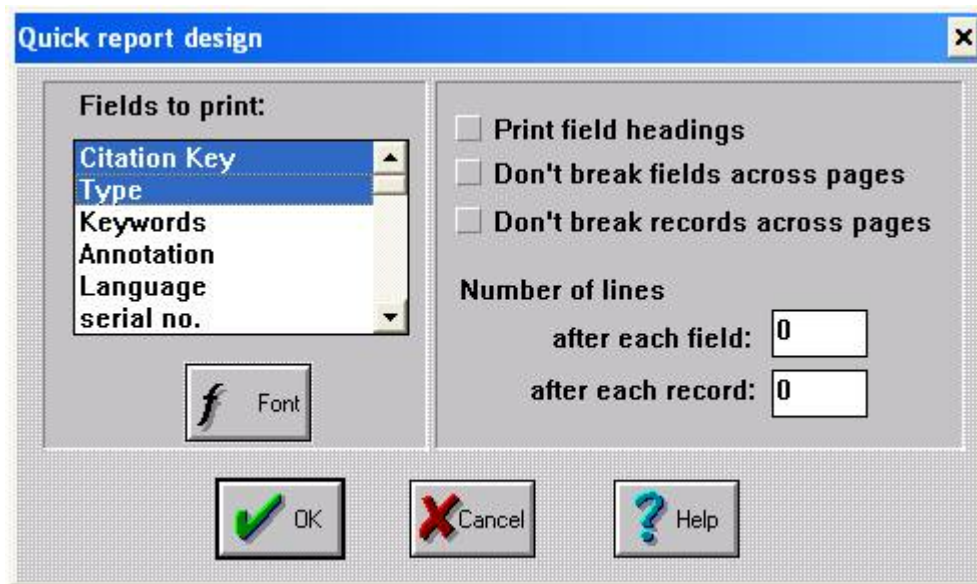 Quick report design
Fields to print:
Citation Key
Type
Keywords
Annotation
Language
serial no.
Font
Print field headings
Don't break fields across pages
Don't break records across pages
Number of lines
after each field: 0
after each record: 0
OK
Cancel
Help